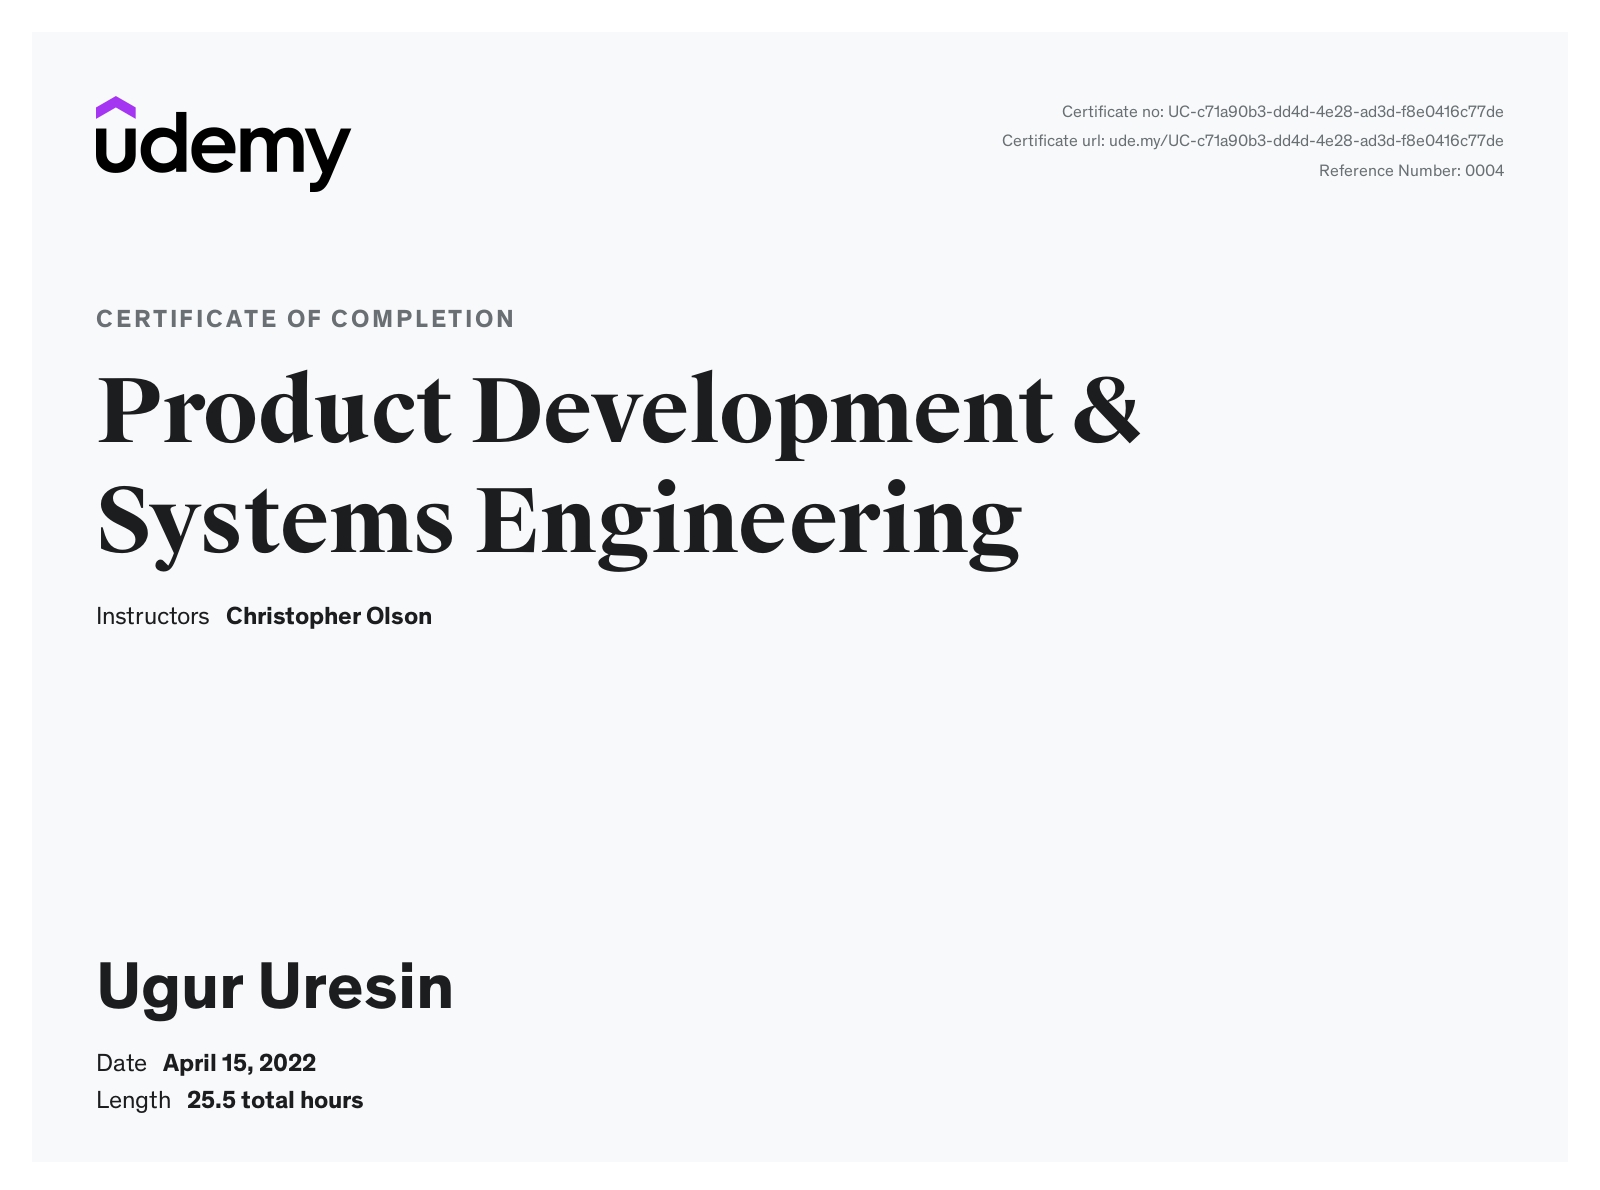 udemy
Certificate no: UC-c71a90b3-dd4d-4e28-ad3d-f8e0416c77de
Certificate url: ude.my/UC-c71a90b3-dd4d-4e28-ad3d-f8e0416c77de
Reference Number: 0004
CERTIFICATE OF COMPLETION
Product Development &
Systems Engineering
Instructors Christopher Olson
Ugur Uresin
Date April 15, 2022
Length 25.5 total hours